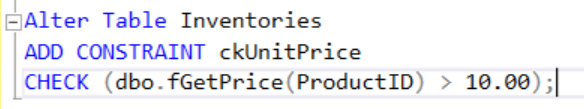 Alter Table Inventories
ADD CONSTRAINT ckUnitPrice
CHECK (dbo.fGetPrice(ProductID) > 10.00);